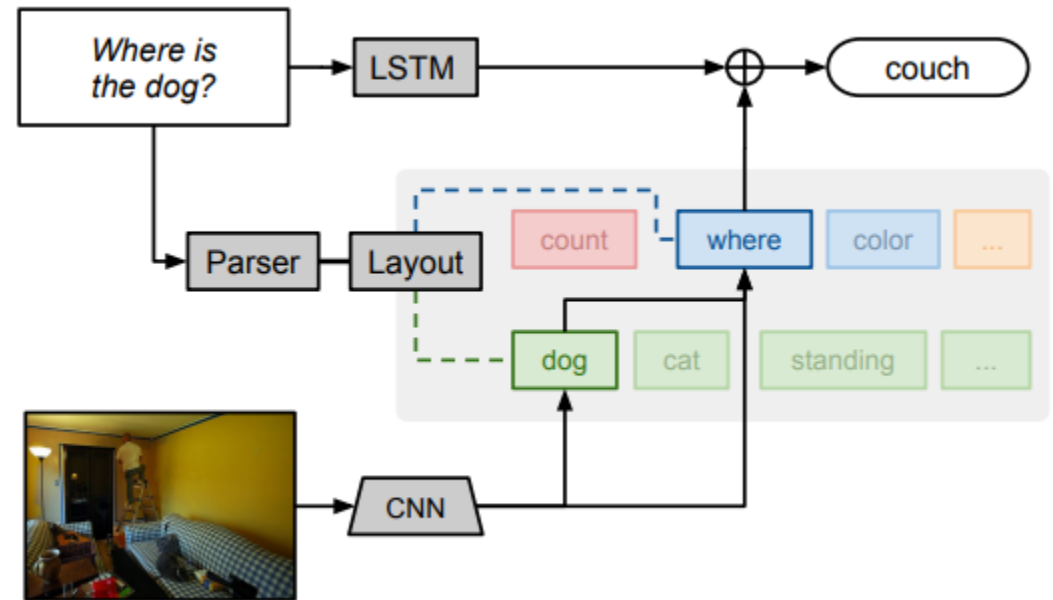 Where is
the dog?
LSTM
couch
count
where
color
...
Parser
Layout
dog
cat
standing
...
CNN